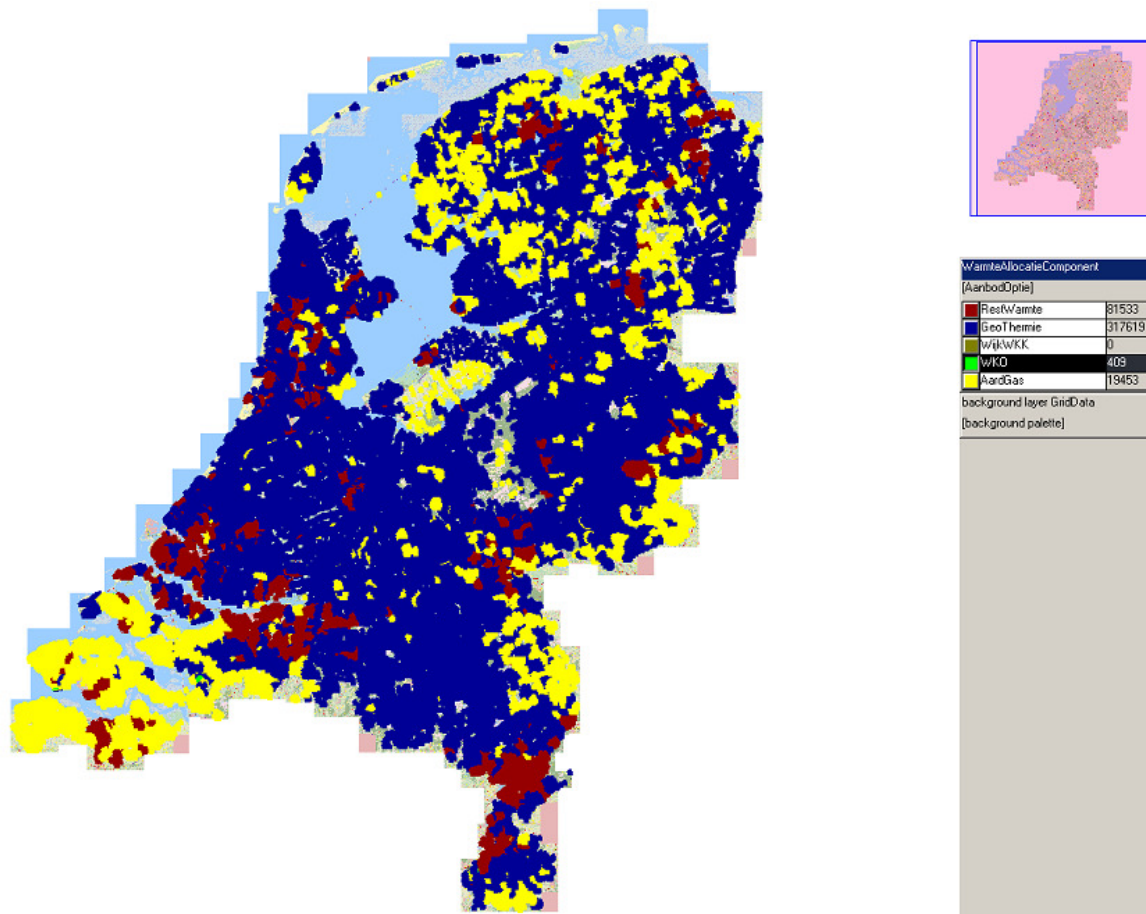 WarmteAllocatieComponent
[AanbodOptie]
RestWarmte 81533
GeoThermie 317619
WijkWKK 0
WKO 409
AardGas 19453
background layer GridData
[background palette]